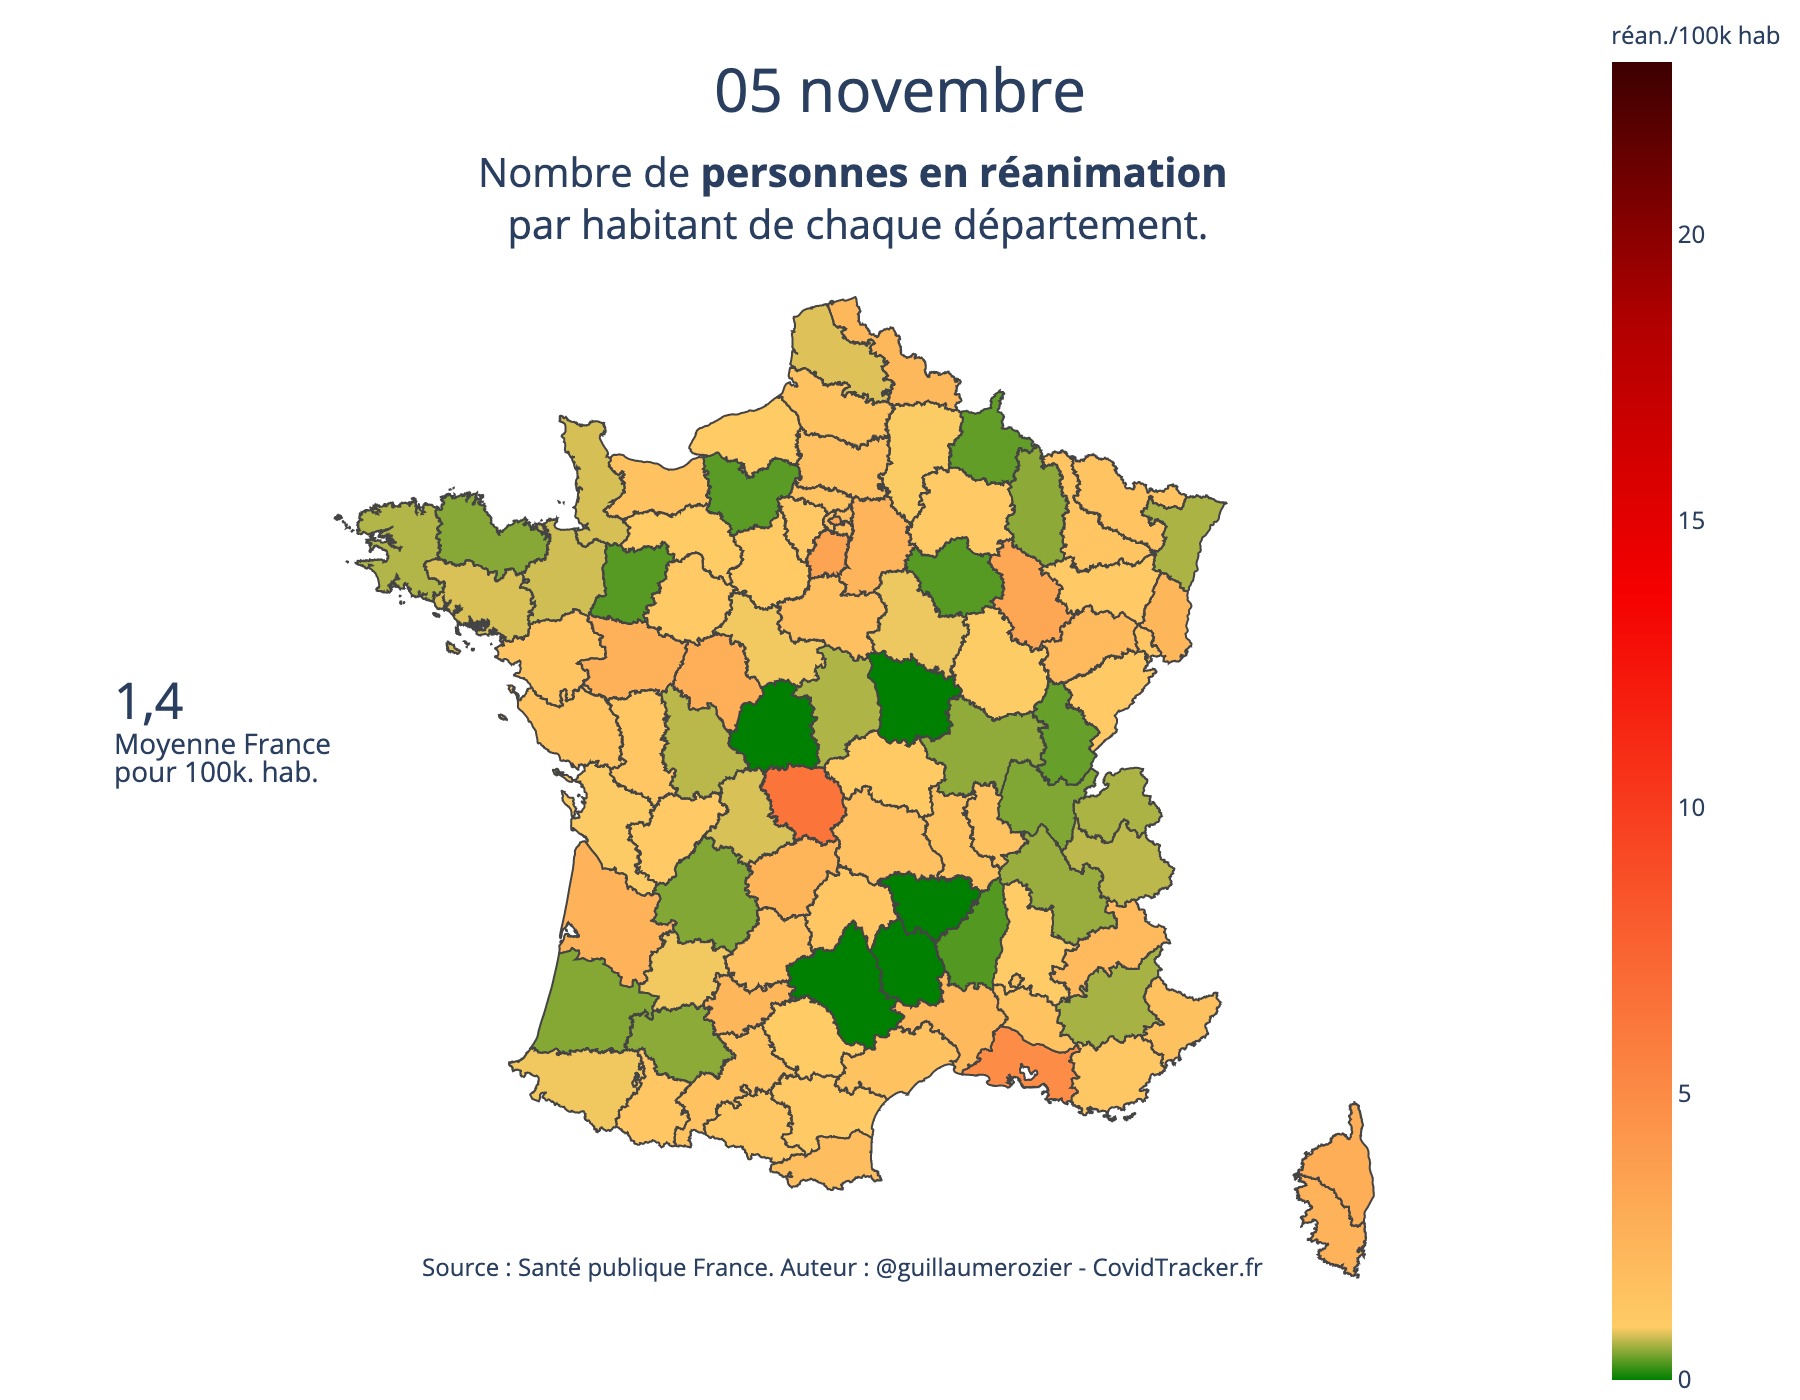 réan./100k hab
05 novembre
Nombre de personnes en réanimation
par habitant de chaque département.
20
15
1,4
Moyenne France
pour 100k. hab.
10
5
Source : Santé publique France. Auteur : @guillaumerozier - CovidTracker.fr
0